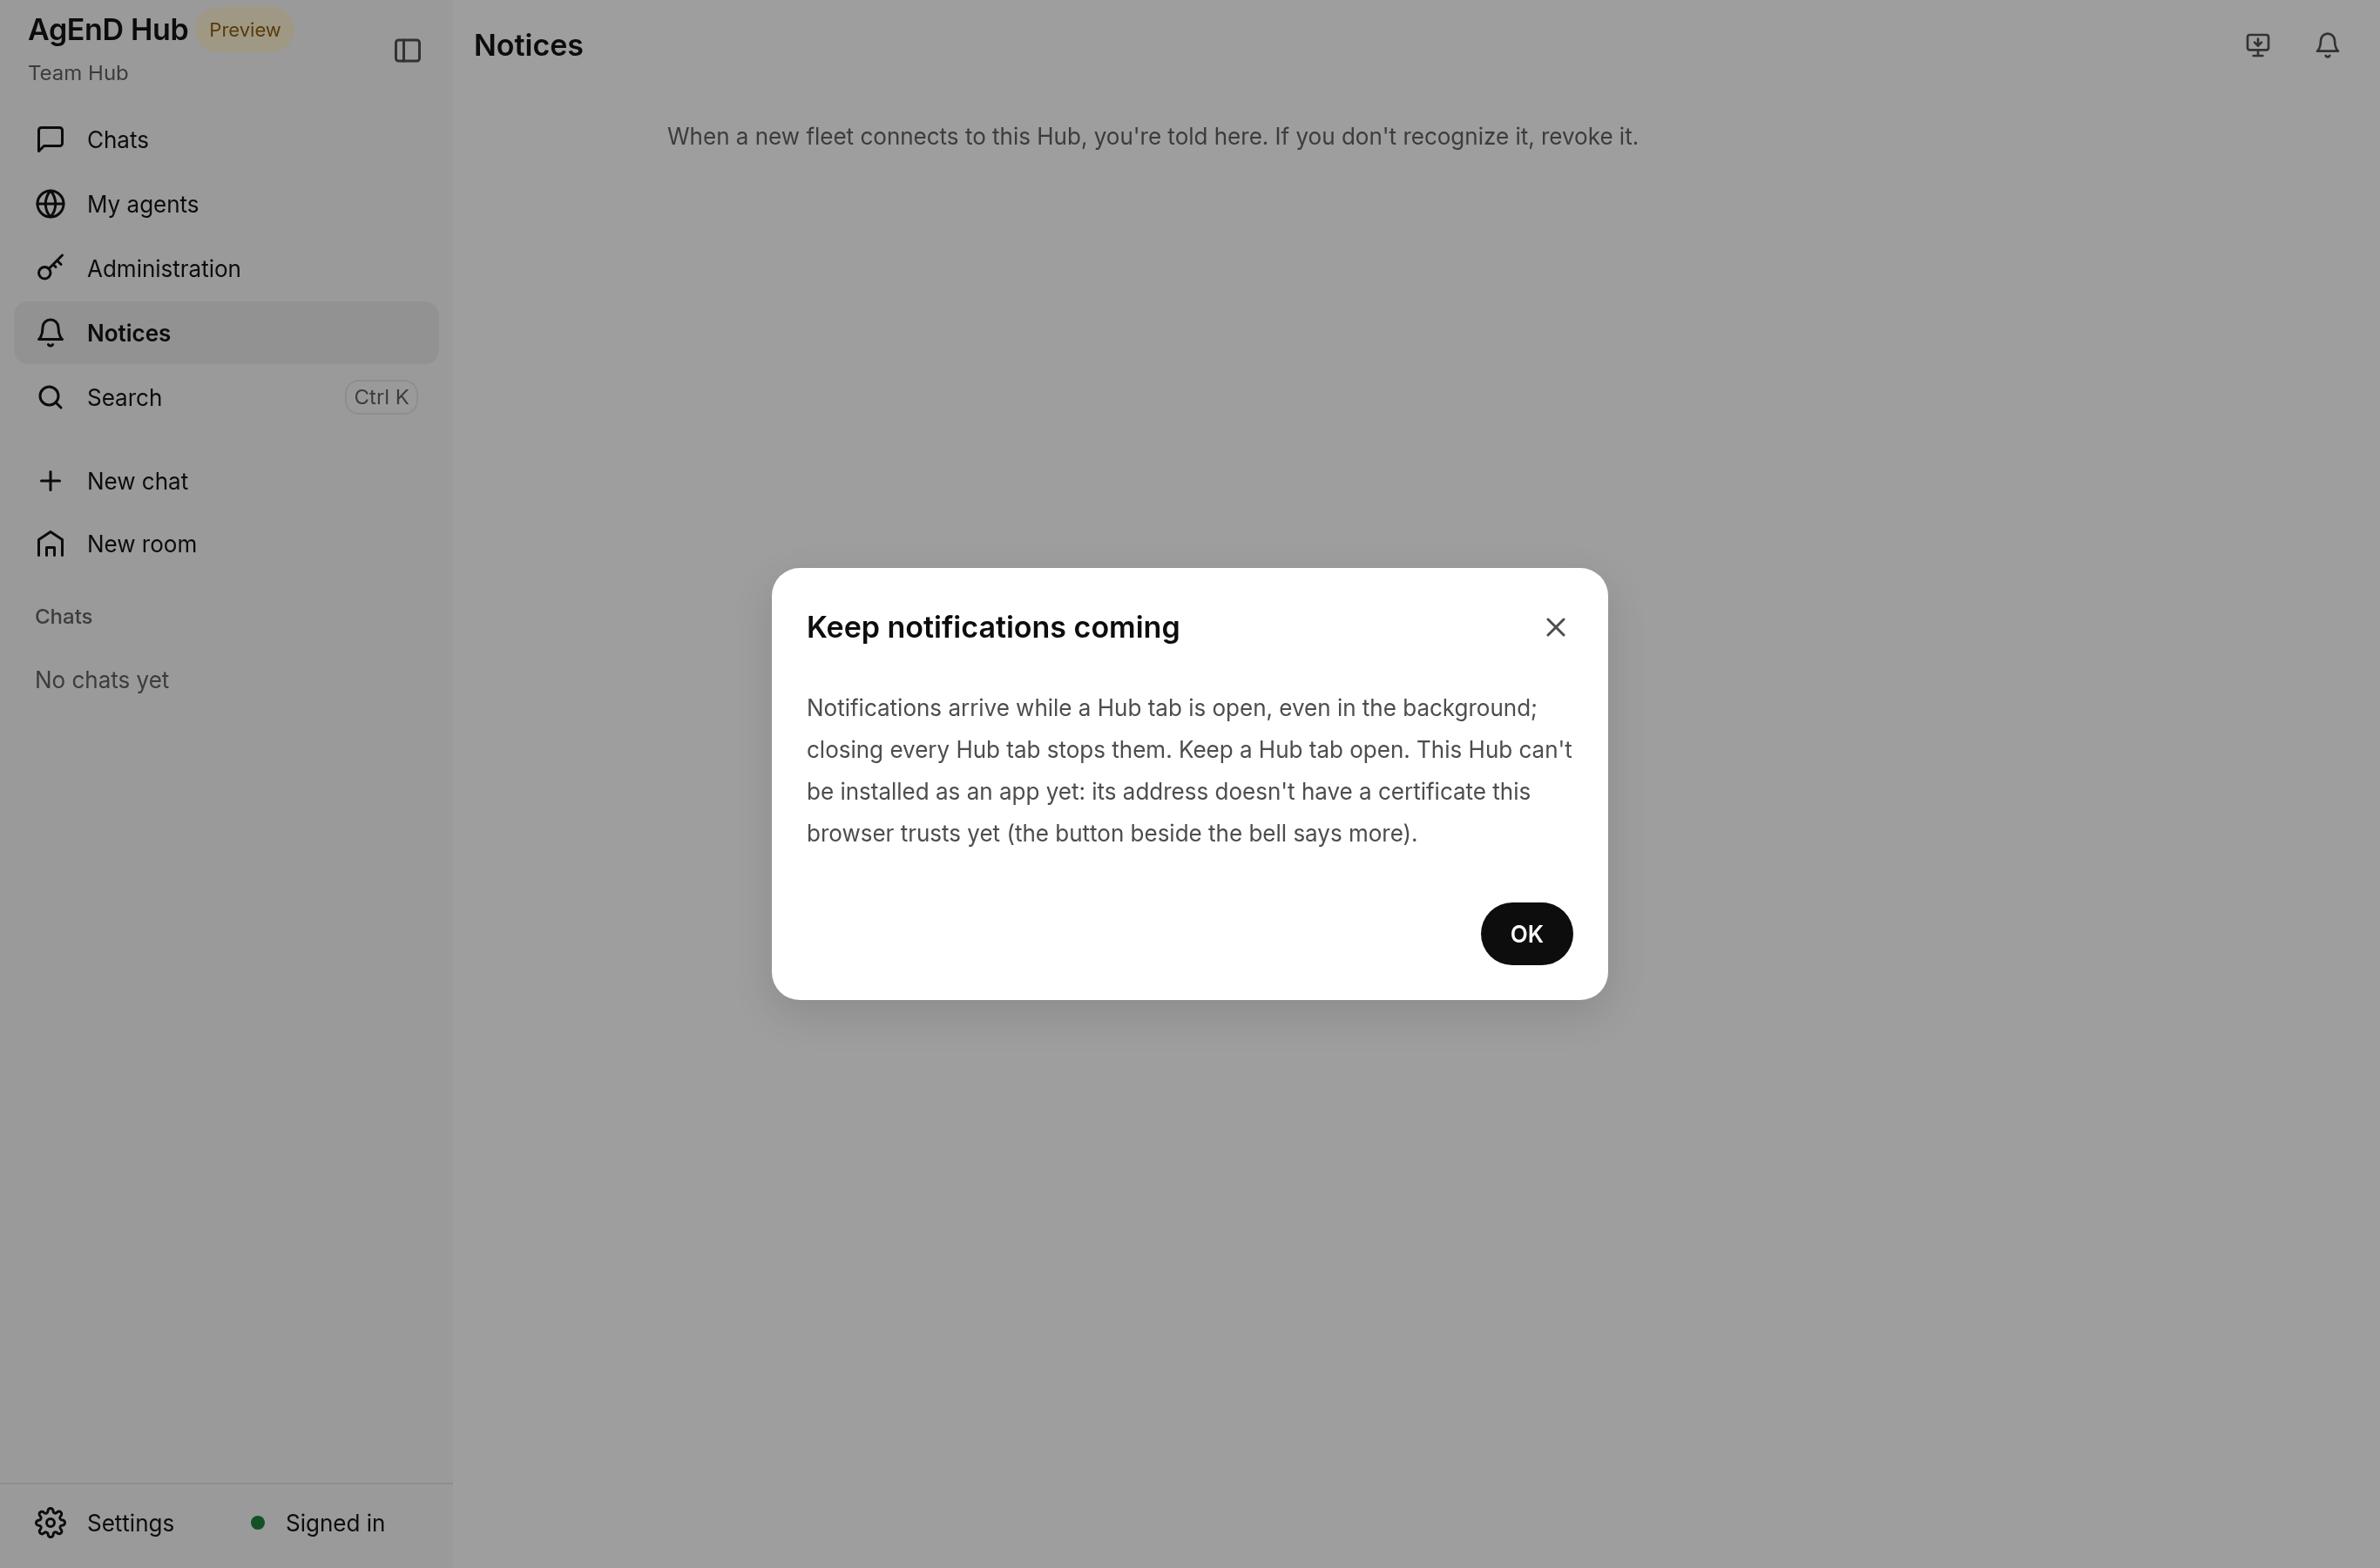 AgEnD Hub Preview
Team Hub
Chats
My agents
Administration
Notices
Search Ctrl K
New chat
New room
Chats
No chats yet
Settings Signed in
Notices
When a new fleet connects to this Hub, you're told here. If you don't recognize it, revoke it.
Keep notifications coming
Notifications arrive while a Hub tab is open, even in the background;
closing every Hub tab stops them. Keep a Hub tab open. This Hub can't
be installed as an app yet: its address doesn't have a certificate this
browser trusts yet (the button beside the bell says more).
OK